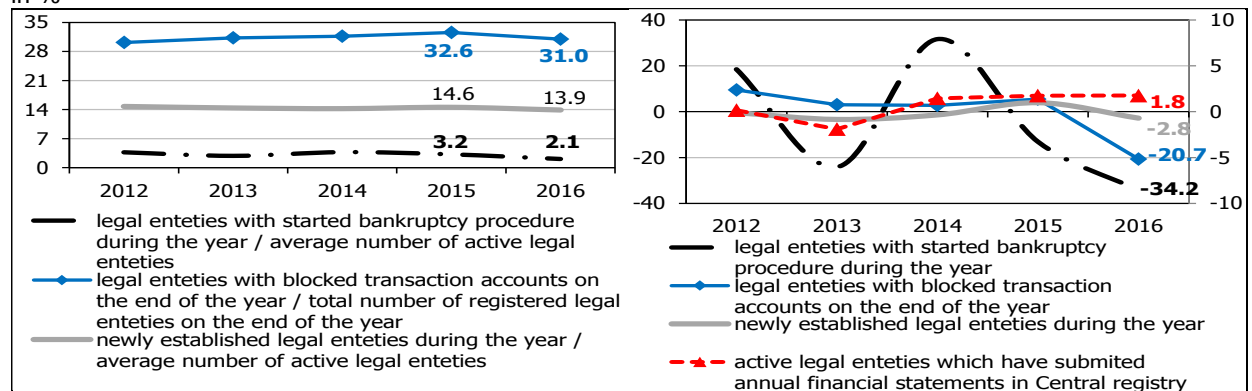 in %
35
28
21
14
7
0
32.6
31.0
14.6
13.9
3.2
2.1
2012 2013 2014 2015 2016
legal enteties with started bankruptcy procedure
during the year / average number of active legal
enteties
legal enteties with blocked transaction accounts on
the end of the year / total number of registered legal
enteties on the end of the year
newly established legal enteties during the year /
average number of active legal enteties
40
20
0
-20
-40
10
5
0
-5
-10
1.8
-2.8
-20.7
-34.2
2012 2013 2014 2015 2016
legal enteties with started bankruptcy
procedure during the year
legal enteties with blocked transaction
accounts on the end of the year
newly established legal enteties during the year
active legal enteties which have submited
annual financial statements in Central registry